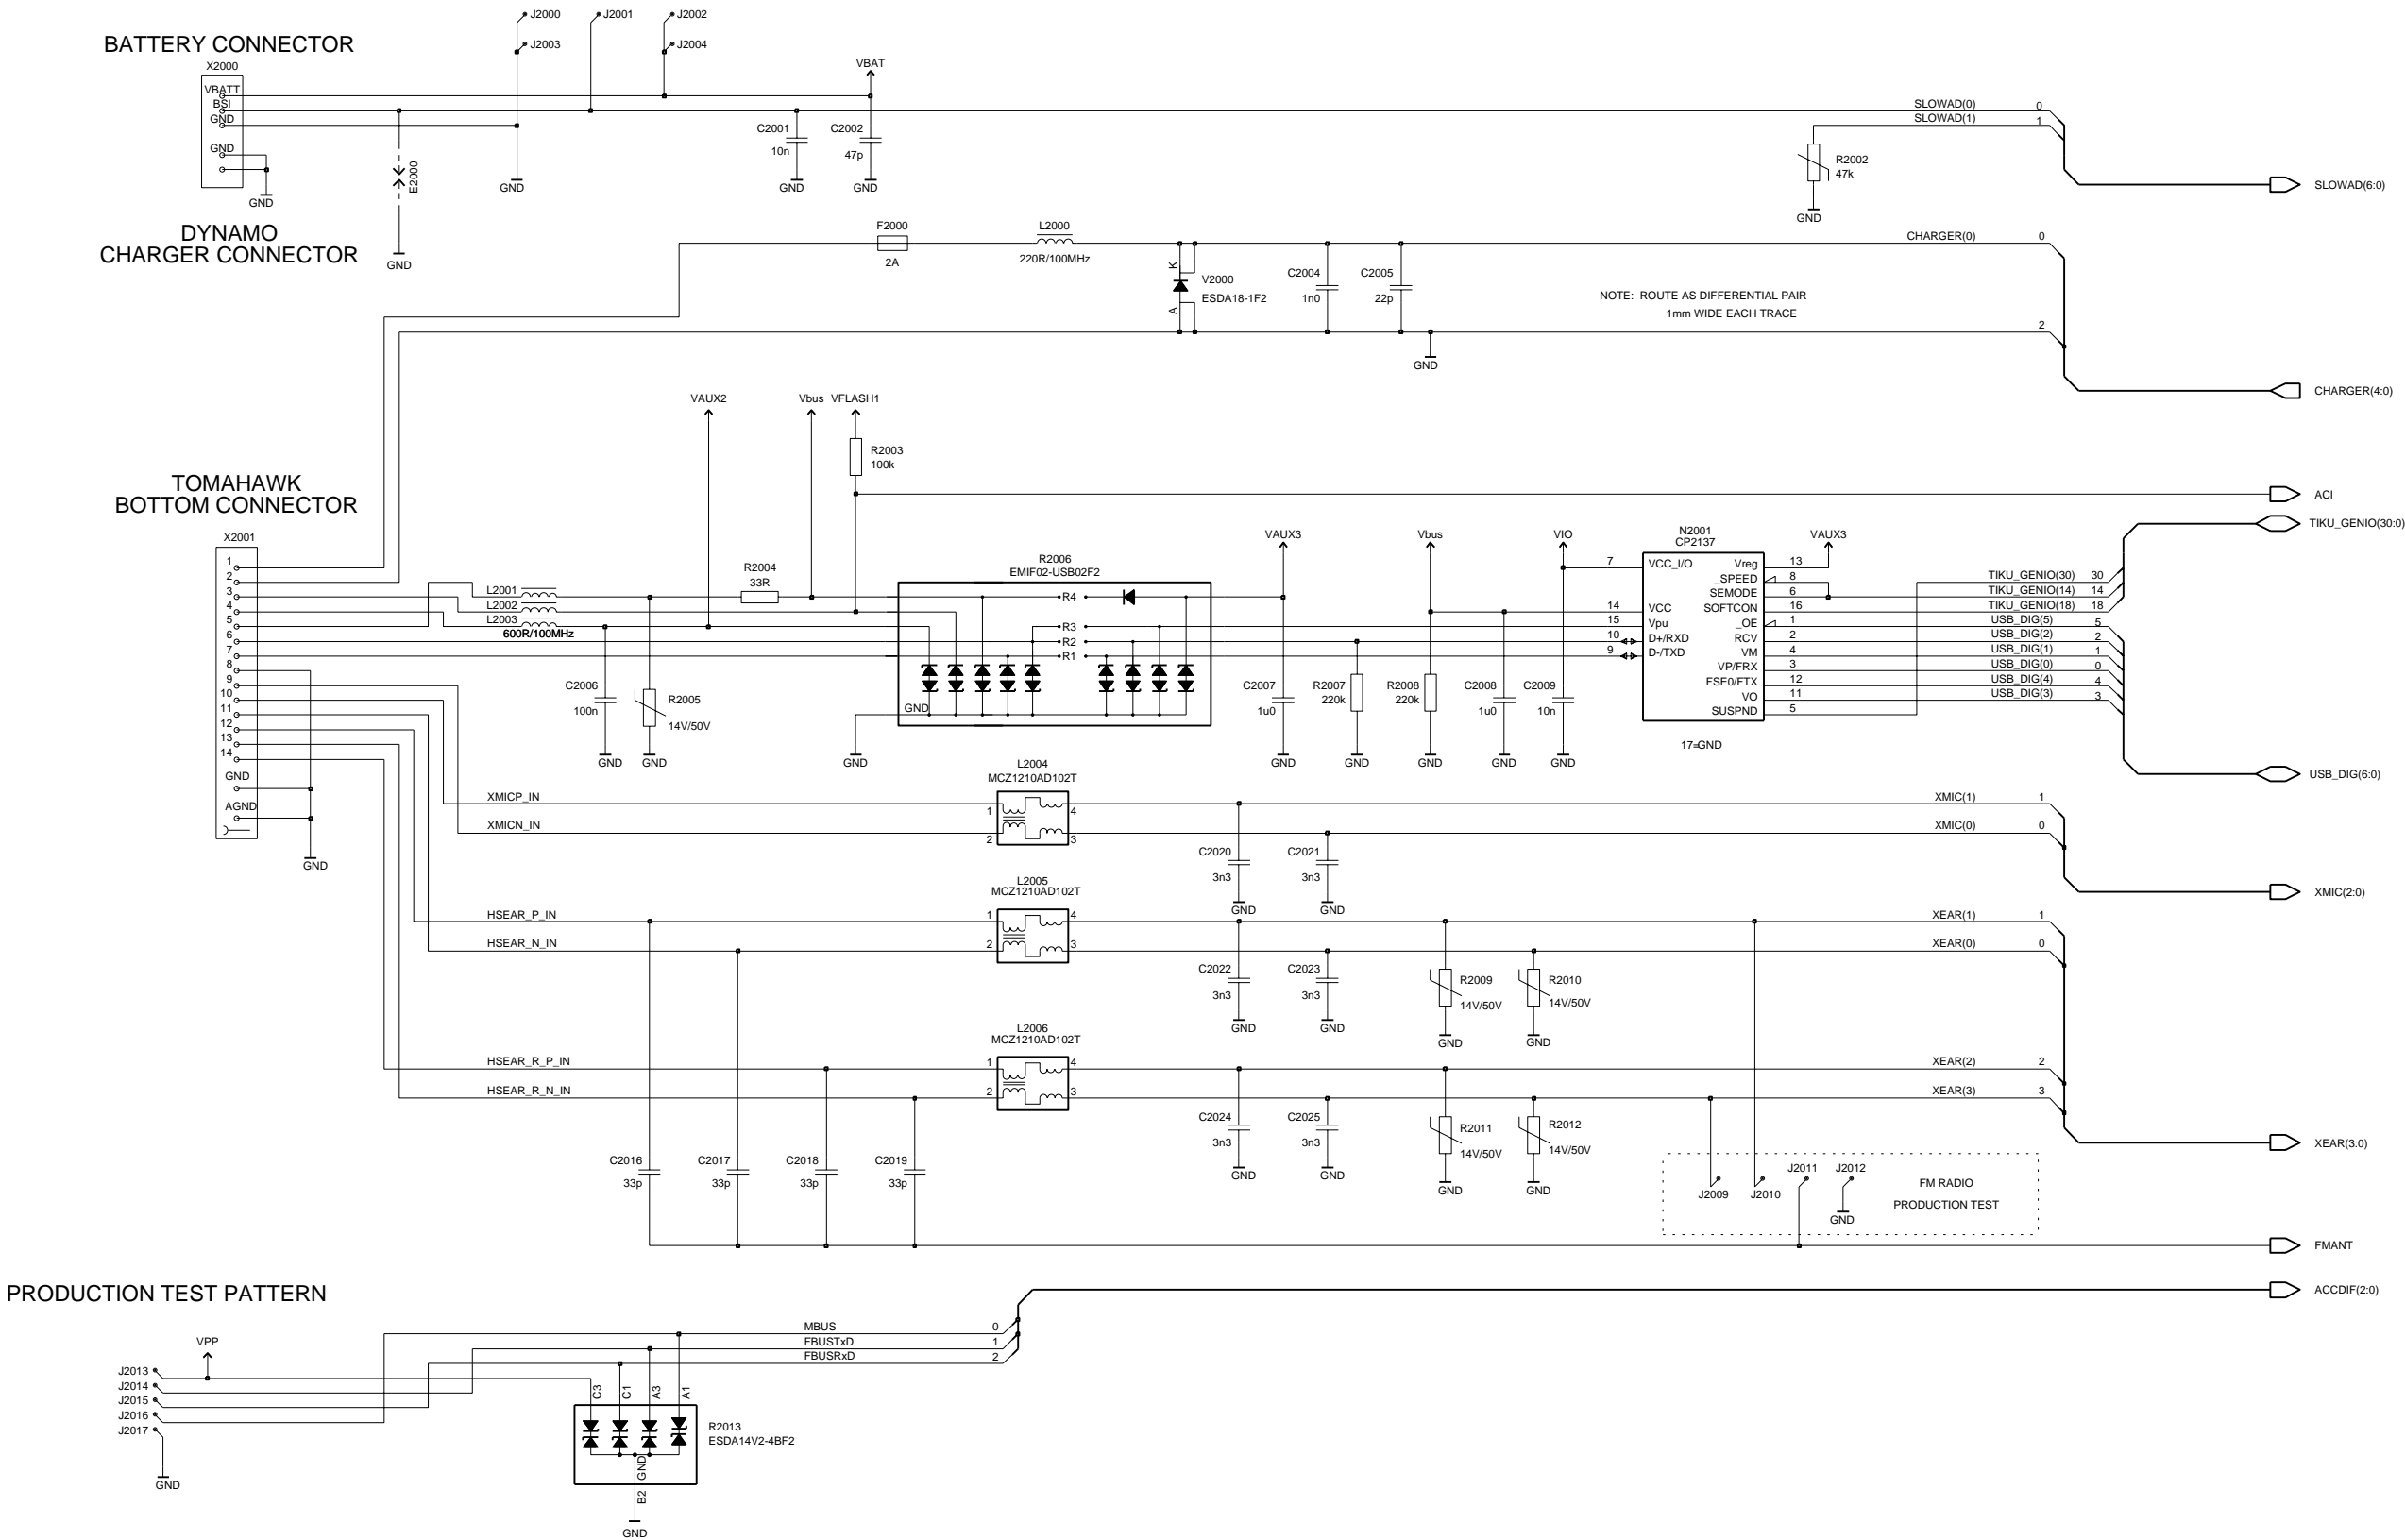 BATTERY CONNECTOR
X2000
VBATT
BSI
GND
GND
GND
E2000
GND
J2000
J2001
J2002
J2003
J2004
GND
VBAT
C2001
10n
GND
C2002
47p
GND
SLOWAD(0) 0
SLOWAD(1) 1
R2002
47k
GND
SLOWAD(6:0)
DYNAMO
CHARGER CONNECTOR
F2000
2A
L2000
220R/100MHz
K
V2000
ESDA18-1F2
A
C2004
1n0
C2005
22p
GND
CHARGER(0) 0
NOTE: ROUTE AS DIFFERENTIAL PAIR
1mm WIDE EACH TRACE
2
CHARGER(4:0)
VAUX2
Vbus
VFLASH1
R2003
100k
ACI
TIKU_GENIO(30:0)
TOMAHAWK
BOTTOM CONNECTOR
X2001
1
2
3
4
5
6
7
8
9
10
11
12
13
14
GND
AGND
GND
L2001
L2002
L2003
600R/100MHz
R2004
33R
C2006
100n
GND
R2005
14V/50V
GND
R2006
EMIF02-USB02F2
R4
R3
R2
R1
GND
GND
VAUX3
C2007
1u0
GND
R2007
220k
GND
Vbus
R2008
220k
GND
C2008
1u0
GND
VIO
C2009
10n
GND
N2001
CP2137
7 VCC_I/O
14 VCC
15 Vpu
10 D+/RXD
9 D-/TXD
Vreg 13
_SPEED 8
SEMODE 6
SOFTCON 16
_OE 1
RCV 2
VM 4
VP/FRX 3
FSE0/FTX 12
VO 11
SUSPND 5
17=GND
VAUX3
TIKU_GENIO(30) 30
TIKU_GENIO(14) 14
TIKU_GENIO(18) 18
USB_DIG(5) 5
USB_DIG(2) 2
USB_DIG(1) 1
USB_DIG(0) 0
USB_DIG(4) 4
USB_DIG(3) 3
USB_DIG(6:0)
XMICP_IN
XMICN_IN
L2004
MCZ1210AD102T
1
2
4
3
C2020
3n3
GND
C2021
3n3
GND
XMIC(1) 1
XMIC(0) 0
XMIC(2:0)
HSEAR_P_IN
HSEAR_N_IN
L2005
MCZ1210AD102T
1
2
4
3
C2022
3n3
GND
C2023
3n3
GND
R2009
14V/50V
GND
R2010
14V/50V
GND
XEAR(1) 1
XEAR(0) 0
HSEAR_R_P_IN
HSEAR_R_N_IN
L2006
MCZ1210AD102T
1
2
4
3
C2024
3n3
GND
C2025
3n3
GND
R2011
14V/50V
GND
R2012
14V/50V
GND
XEAR(2) 2
XEAR(3) 3
XEAR(3:0)
C2016
33p
C2017
33p
C2018
33p
C2019
33p
J2009
J2010
J2011
J2012
GND
FM RADIO
PRODUCTION TEST
FMANT
PRODUCTION TEST PATTERN
ACCDIF(2:0)
MBUS 0
FBUSTxD 1
FBUSRxD 2
VPP
J2013
J2014
J2015
J2016
J2017
GND
C3
C1
A3
A1
R2013
ESDA14V2-4BF2
GND
B2
GND